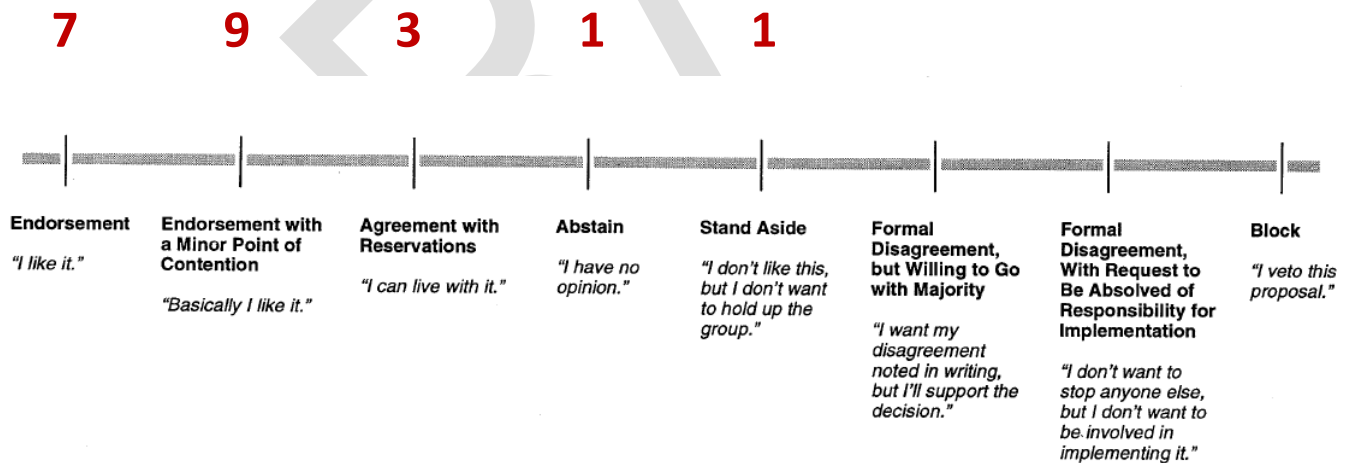 7 9 3 1 1
Endorsement
"I like it."
Endorsement with
a Minor Point of
Contention
"Basically I like it."
Agreement with
Reservations
"I can live with it."
Abstain
"I have no
opinion."
Stand Aside
"I don't like this,
but I don't want
to hold up the
group."
Formal
Disagreement,
but Willing to Go
with Majority
"I want my
disagreement
noted in writing,
but I'll support the
decision."
Formal
Disagreement,
With Request to
Be Absolved of
Responsibility for
Implementation
"I don't want to
stop anyone else,
but I don't want to
be involved in
implementing it."
Block
"I veto this
proposal."